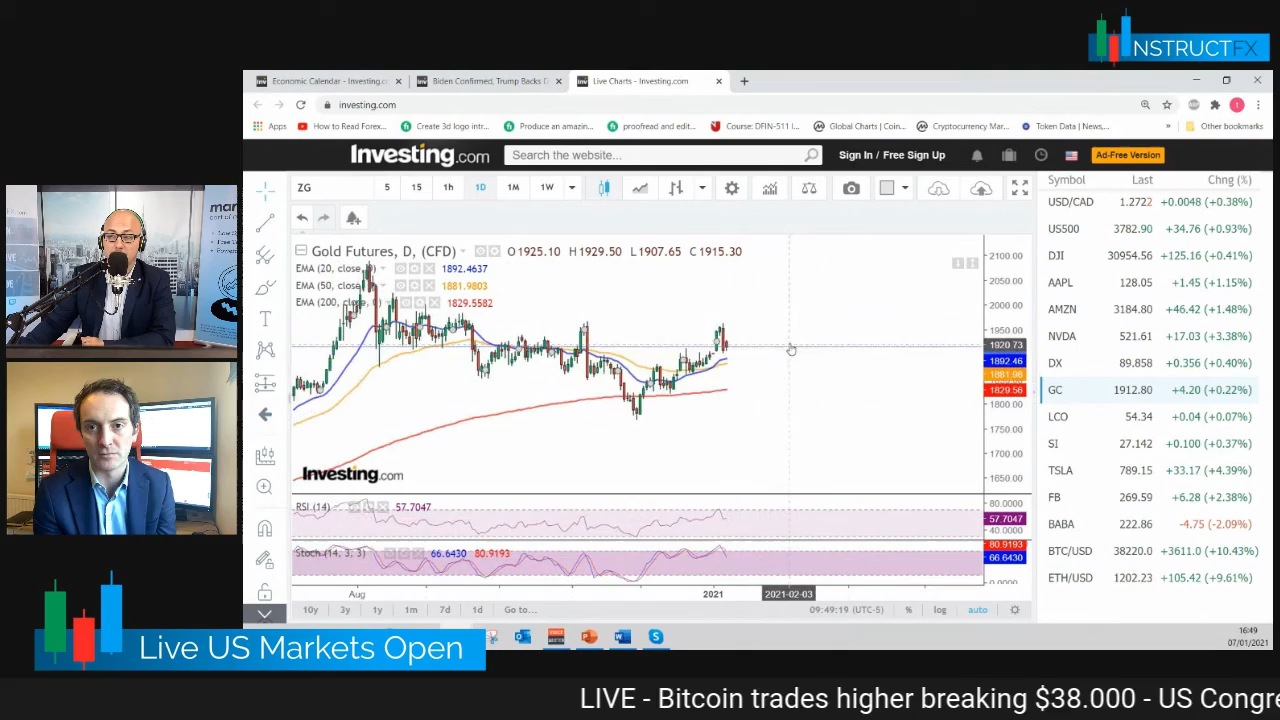 NSTRUCTFX
Economic Calendar - Investing.c
Biden Confirmed, Trump Backs D
Live Charts - Investing.com
investing.com
Apps
How to Read Forex...
Create 3d logo intr...
Produce an amazin...
proofread and edit...
Course: DFIN-511 I...
Global Charts | Coin...
Cryptocurrency Mar...
Token Data | News,...
»
Other bookmarks
Investing.com
Search the website...
Sign In / Free Sign Up
Ad-Free Version
ZG 5 15 1h 1D 1M 1W
Symbol Last Chng (%)
USD/CAD 1.2722 +0.0048 (+0.38%)
US500 3782.90 +34.76 (+0.93%)
DJI 30954.56 +125.16 (+0.41%)
AAPL 128.05 +1.45 (+1.15%)
AMZN 3184.80 +46.42 (+1.48%)
NVDA 521.41 +17.03 (+3.38%)
DX 89.858 +0.356 (+0.40%)
GC 1912.80 +4.20 (+0.22%)
LCO 54.34 +0.04 (+0.07%)
SI 27.142 +0.100 (+0.37%)
TSLA 789.15 +33.17 (+4.39%)
FB 269.59 +6.28 (+2.38%)
BABA 222.86 -4.75 (-2.09%)
BTC/USD 38220.0 +3611.0 (+10.43%)
ETH/USD 1202.23 +105.42 (+9.61%)
Gold Futures, D, (CFD) O1925.10 H1929.50 L1907.65 C1915.30
EMA (20, close, 0) 1892.4637
EMA (50, close, 0) 1881.9803
EMA (200, close, 0) 1829.5582
2100.00
2050.00
2000.00
1950.00
1920.73
1892.46
1881.98
1829.56
1800.00
1750.00
1700.00
1650.00
Investing.com
RSI (14) 57.7047
80.0000
57.7047
40.0000
Stoch (14, 3, 3) 66.6430 80.9193
80.9193
66.6430
0.0000
Aug 2021 2021-02-03
10y 3y 1y 1m 7d 1d Go to...
09:49:19 (UTC-5) % log auto
16:49
07/01/2021
Live US Markets Open
LIVE - Bitcoin trades higher breaking $38.000 - US Congre